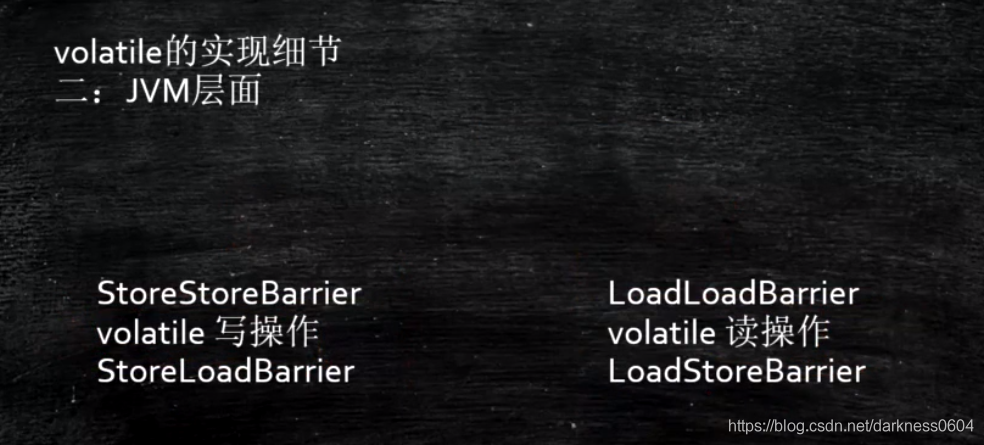 volatile的实现细节
二：JVM层面
StoreStoreBarrier
volatile 写操作
StoreLoadBarrier
LoadLoadBarrier
volatile 读操作
LoadStoreBarrier
https://blog.csdn.net/darkness0604